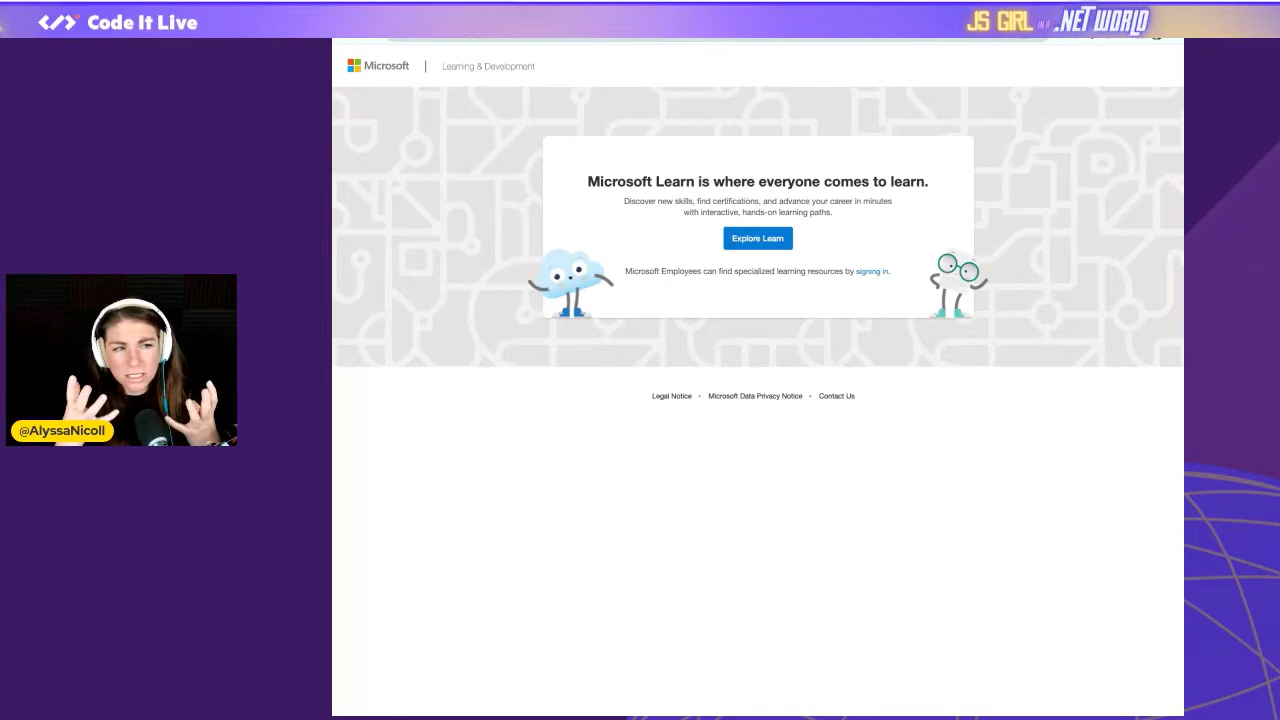 Code It Live
JS GIRL IN A .NET WORLD
Microsoft | Learning & Development
Microsoft Learn is where everyone comes to learn.
Discover new skills, find certifications, and advance your career in minutes
with interactive, hands-on learning paths.
Explore Learn
Microsoft Employees can find specialized learning resources by signing in.
Legal Notice • Microsoft Data Privacy Notice • Contact Us
@AlyssaNicoll